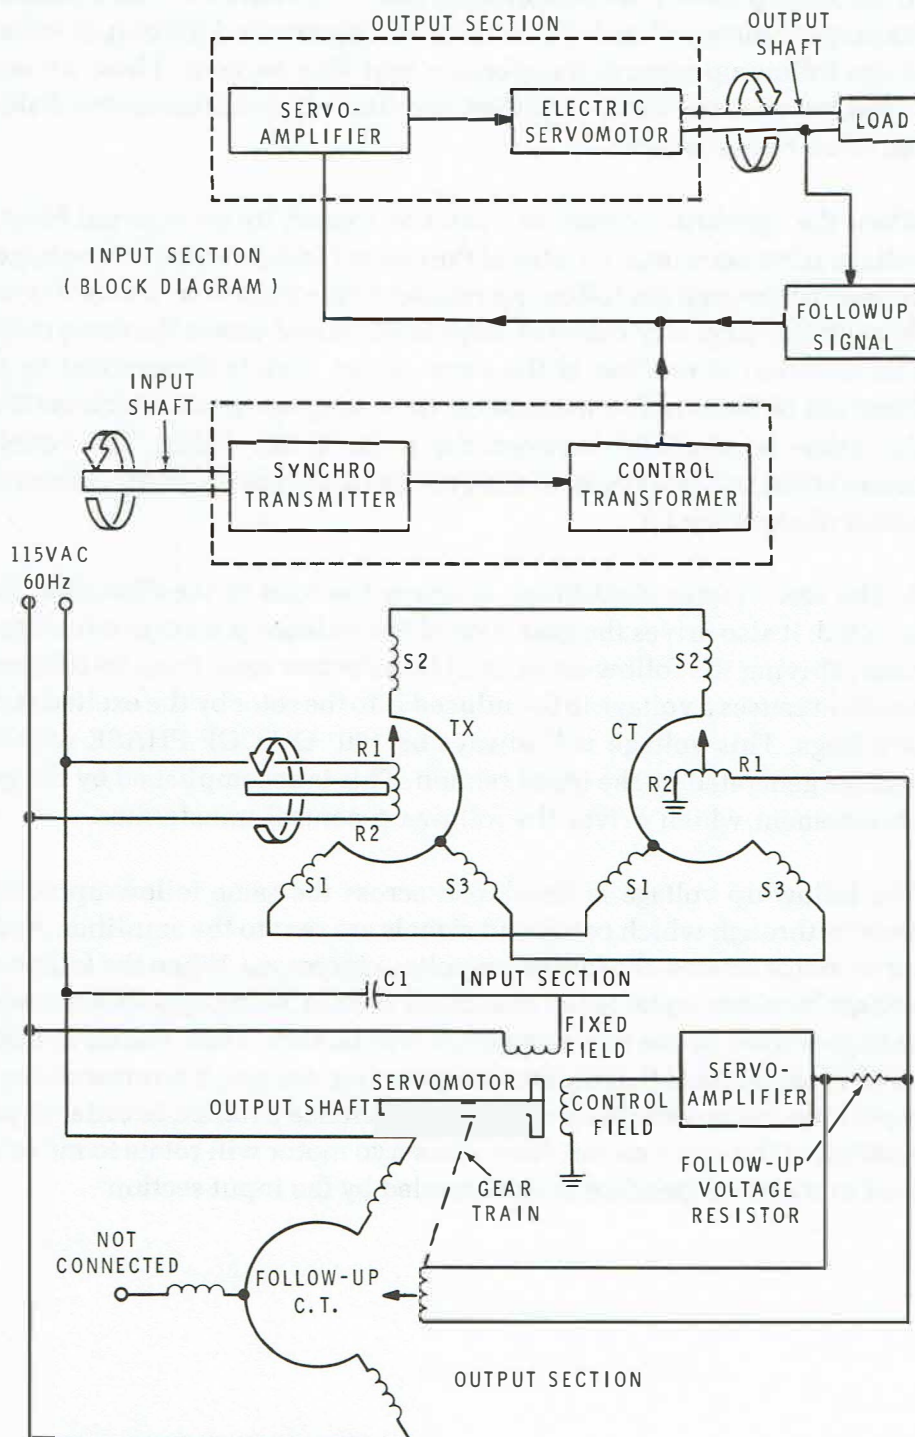 OUTPUT SECTION
OUTPUT
SHAFT
SERVO-
AMPLIFIER
ELECTRIC
SERVOMOTOR
LOAD
INPUT SECTION
(BLOCK DIAGRAM)
FOLLOWUP
SIGNAL
INPUT
SHAFT
SYNCHRO
TRANSMITTER
CONTROL
TRANSFORMER
115VAC
60Hz
S2
S2
TX
CT
R1
R1
R2
R2
S1
S3
S1
S3
C1
INPUT SECTION
FIXED
FIELD
SERVOMOTOR
SERVO-
AMPLIFIER
OUTPUT SHAFT
CONTROL
FIELD
GEAR
TRAIN
FOLLOW-UP
VOLTAGE
RESISTOR
NOT
CONNECTED
FOLLOW-UP
C.T.
OUTPUT SECTION